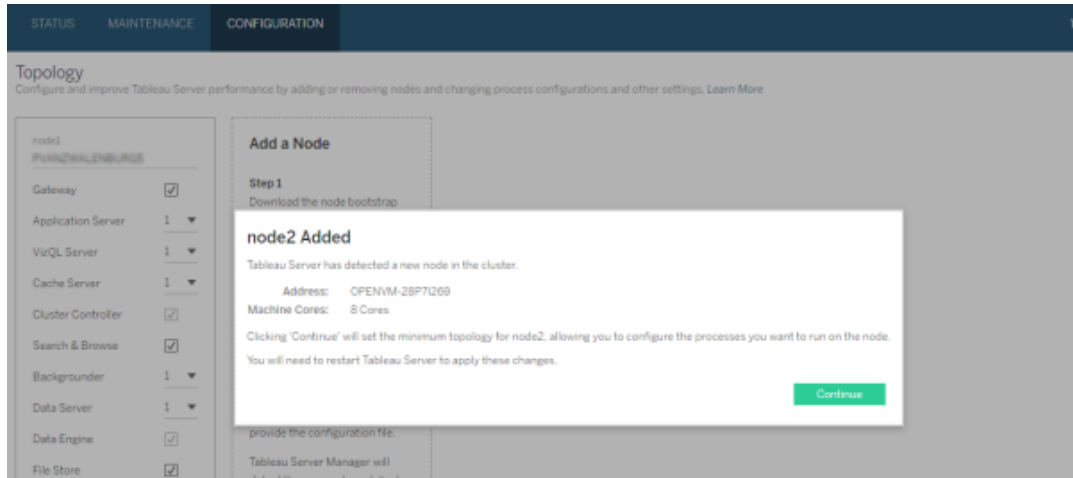 STATUS MAINTENANCE CONFIGURATION
Topology
Configure and improve Tableau Server performance by adding or removing nodes and changing process configurations and other settings. Learn More
node1
Gateway
Application Server 1
VizQL Server 1
Cache Server 1
Cluster Controller
Search & Browse
Backgrounder 1
Data Server 1
Data Engine
File Store
Add a Node
Step 1
Download the node bootstrap
node2 Added
Tableau Server has detected a new node in the cluster.
Address: OPENVM-28P7I269
Machine Cores: 8 Cores
Clicking 'Continue' will set the minimum topology for node2, allowing you to configure the processes you want to run on the node.
You will need to restart Tableau Server to apply these changes.
Continue
provide the configuration file.
Tableau Server Manager will